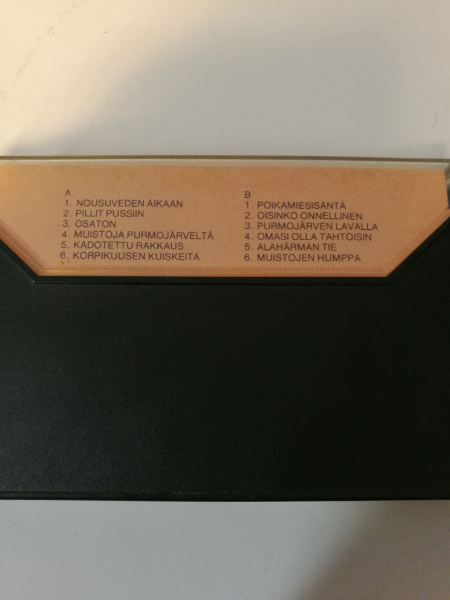 A
1. NOUSUVEDEN AIKAAN
2. PILLIT PUSSIIN
3. OSATON
4. MUISTOJA PURMOJÄRVELTÄ
5. KADOTETTU RAKKAUS
6. KORPIKUUSEN KUISKEITA
B
1. POIKAMIESISÄNTÄ
2. OISINKO ONNELLINEN
3. PURMOJÄRVEN LAVALLA
4. OMASI OLLA TAHTOISIN
5. ALAHÄRMÄN TIE
6. MUISTOJEN HUMPPA